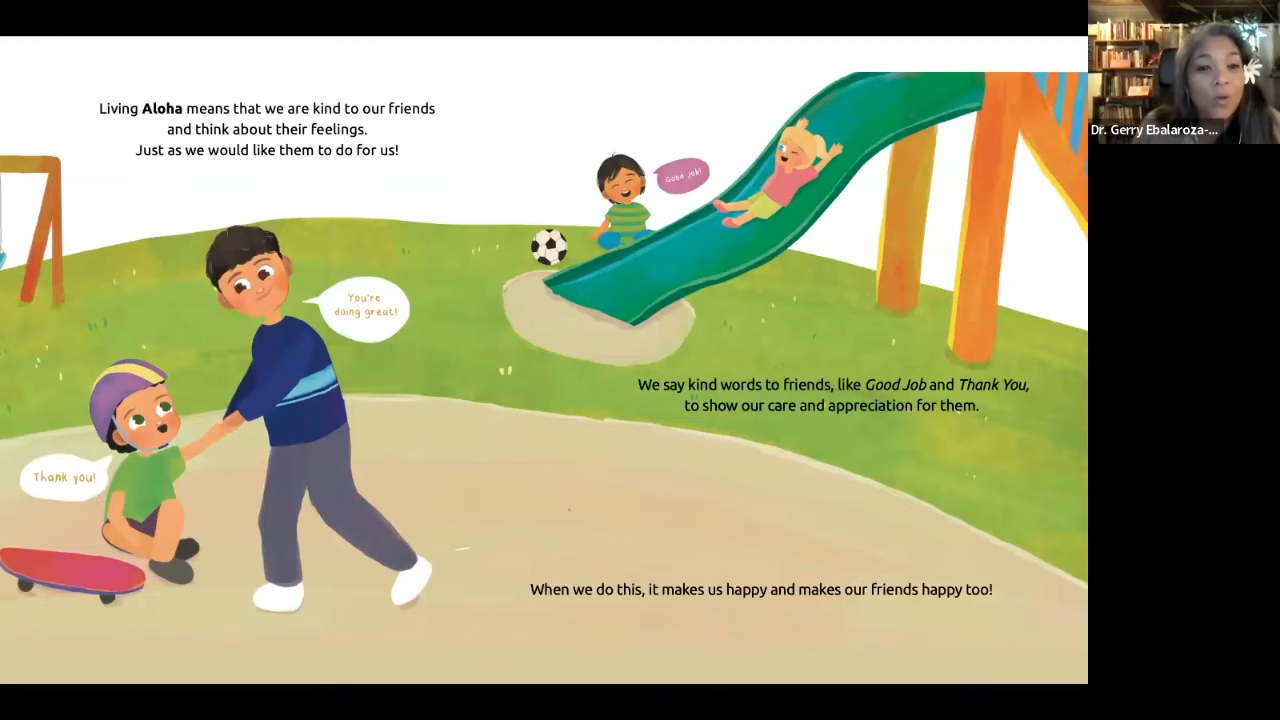 Living Aloha means that we are kind to our friends
and think about their feelings.
Just as we would like them to do for us!
Good job!
You're
doing great!
Thank you!
We say kind words to friends, like Good Job and Thank You,
to show our care and appreciation for them.
When we do this, it makes us happy and makes our friends happy too!
Dr. Gerry Ebalaroza-...